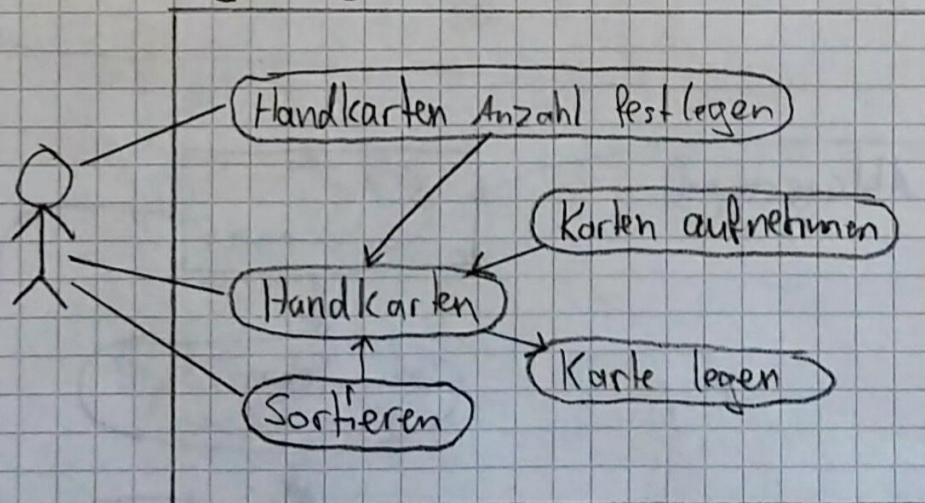 Handkarten Anzahl festlegen
Karten aufnehmen
Handkarten
Karte legen
Sortieren